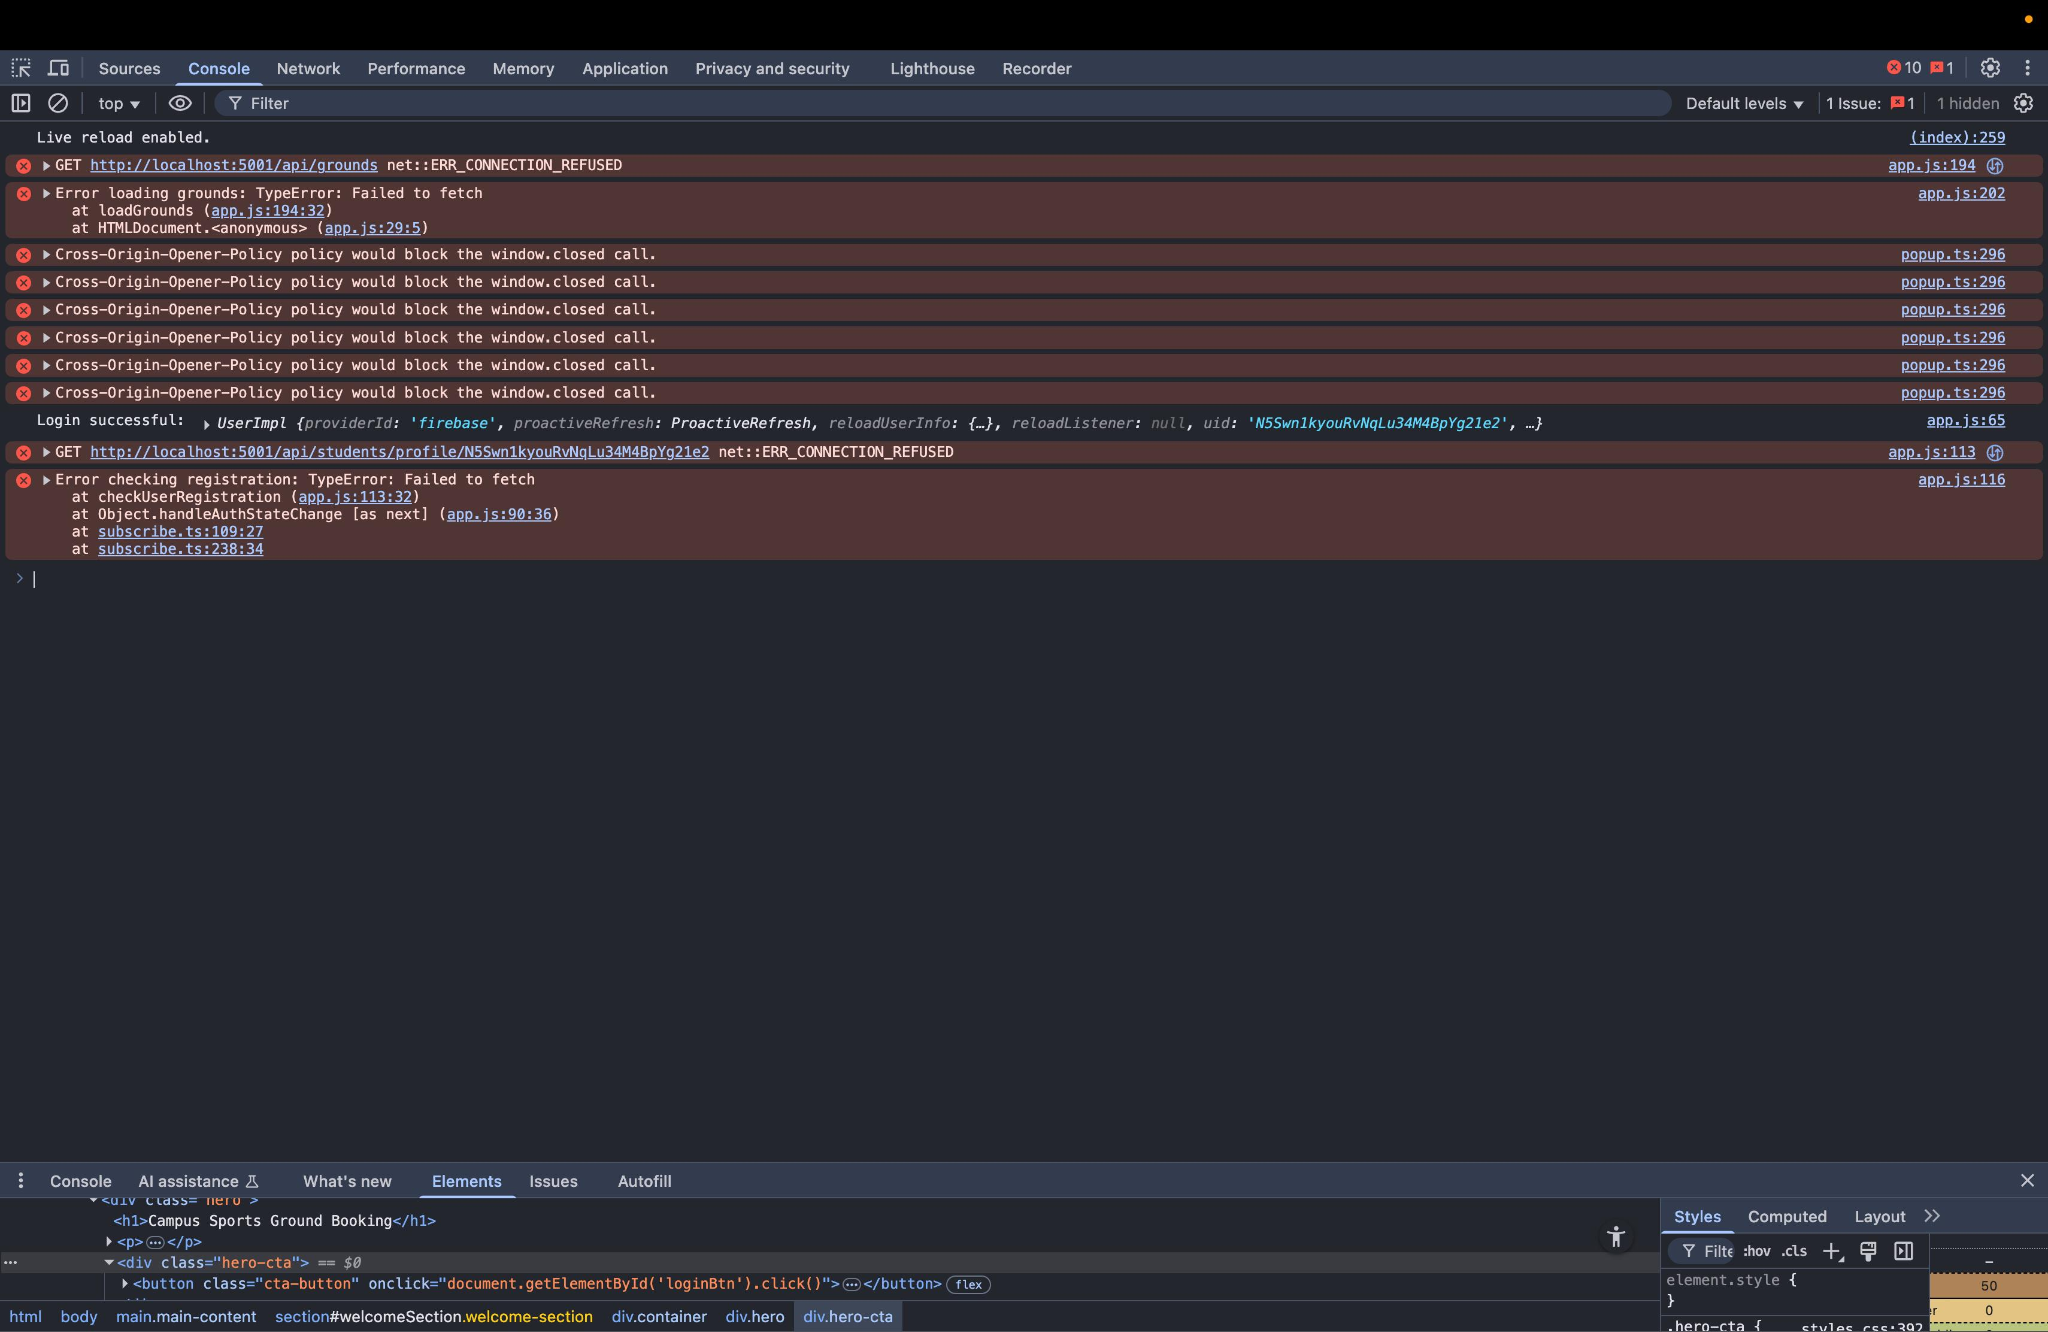 Sources Console Network Performance Memory Application Privacy and security Lighthouse Recorder 10 1
top Filter Default levels 1 Issue: 1 1 hidden
Live reload enabled. (index):259
GET http://localhost:5001/api/grounds net::ERR_CONNECTION_REFUSED app.js:194
Error loading grounds: TypeError: Failed to fetch app.js:202
at loadGrounds (app.js:194:32)
at HTMLDocument.<anonymous> (app.js:29:5)
Cross-Origin-Opener-Policy policy would block the window.closed call. popup.ts:296
Cross-Origin-Opener-Policy policy would block the window.closed call. popup.ts:296
Cross-Origin-Opener-Policy policy would block the window.closed call. popup.ts:296
Cross-Origin-Opener-Policy policy would block the window.closed call. popup.ts:296
Cross-Origin-Opener-Policy policy would block the window.closed call. popup.ts:296
Cross-Origin-Opener-Policy policy would block the window.closed call. popup.ts:296
Login successful: UserImpl {providerId: 'firebase', proactiveRefresh: ProactiveRefresh, reloadUserInfo: {…}, reloadListener: null, uid: 'N5Swn1kyouRvNqLu34M4BpYg21e2', …} app.js:65
GET http://localhost:5001/api/students/profile/N5Swn1kyouRvNqLu34M4BpYg21e2 net::ERR_CONNECTION_REFUSED app.js:113
Error checking registration: TypeError: Failed to fetch app.js:116
at checkUserRegistration (app.js:113:32)
at Object.handleAuthStateChange [as next] (app.js:90:36)
at subscribe.ts:109:27
at subscribe.ts:238:34
>
Console AI assistance What's new Elements Issues Autofill
<div class="hero">
<h1>Campus Sports Ground Booking</h1>
<p>…</p>
<div class="hero-cta"> == $0
<button class="cta-button" onclick="document.getElementById('loginBtn').click()">…</button> flex
html body main.main-content section#welcomeSection.welcome-section div.container div.hero div.hero-cta
Styles Computed Layout
Filte :hov .cls
element.style {
}
.hero-cta { styles.css:392
–
50
er 0